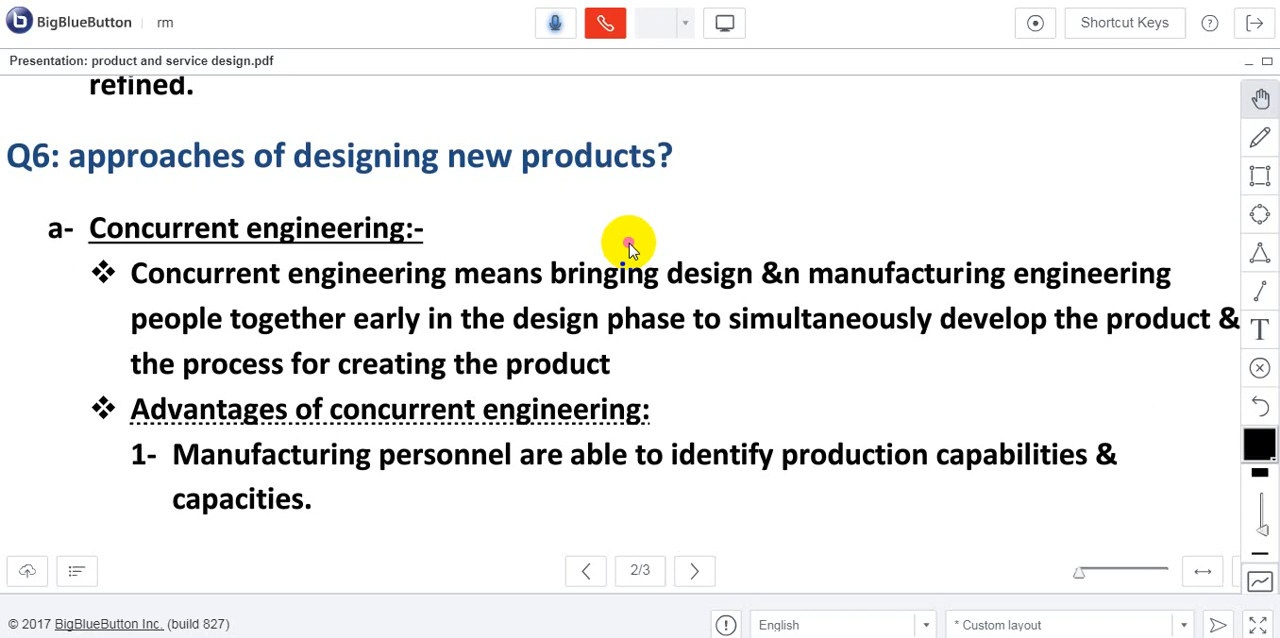 BigBlueButton rm
Shortcut Keys
Presentation: product and service design.pdf
refined.
Q6: approaches of designing new products?
a- Concurrent engineering:-
❖ Concurrent engineering means bringing design &n manufacturing engineering
people together early in the design phase to simultaneously develop the product &
the process for creating the product
❖ Advantages of concurrent engineering:
1- Manufacturing personnel are able to identify production capabilities &
capacities.
2/3
© 2017 BigBlueButton Inc. (build 827)
English
* Custom layout